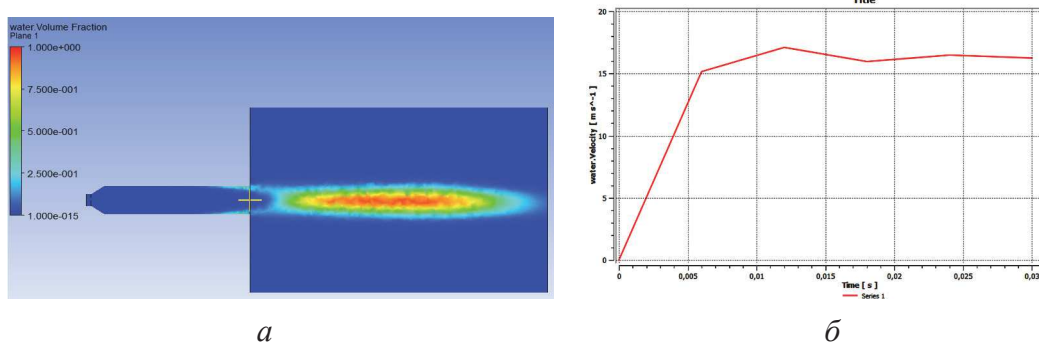 water.Volume Fraction
Plane 1
1.000e+000
7.500e-001
5.000e-001
2.500e-001
1.000e-015
а
Title
water.Velocity [ m s^-1 ]
20
15
10
5
0
0
0,005
0,01
0,015
0,02
0,025
0,03
Time [ s ]
Series 1
б